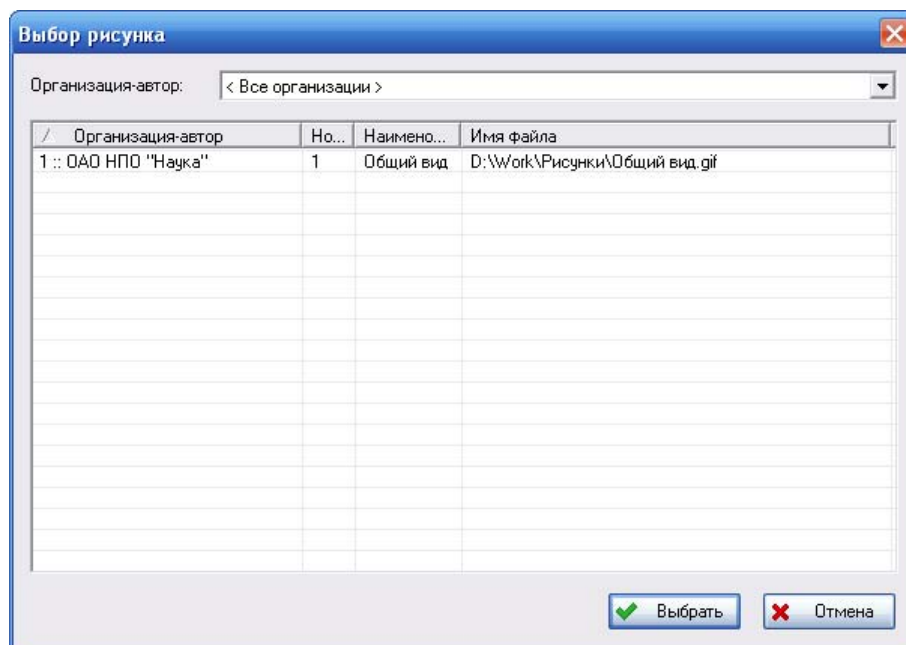 Выбор рисунка
Организация-автор: < Все организации >
Организация-автор Но... Наимено... Имя файла
1 :: ОАО НПО "Наука" 1 Общий вид D:\Work\Рисунки\Общий вид.gif
Выбрать Отмена